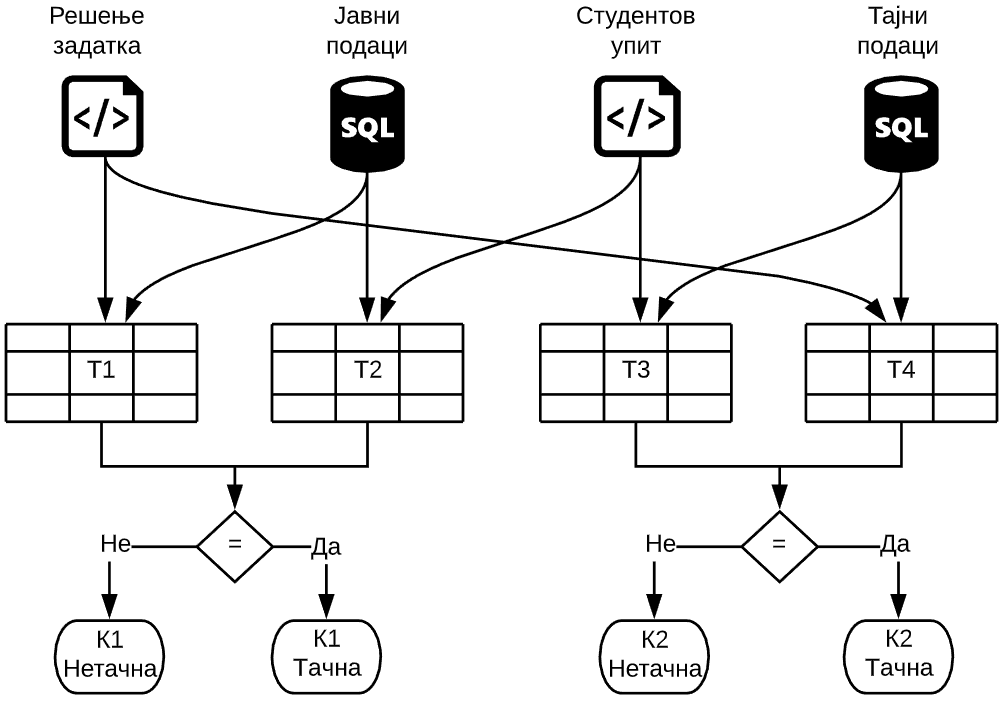 Решење
задатка
Јавни
подаци
Студентов
упит
Тајни
подаци
</>
SQL
</>
SQL
T1
T2
T3
T4
Не
=
Да
Не
=
Да
К1
Нетачна
К1
Тачна
К2
Нетачна
К2
Тачна